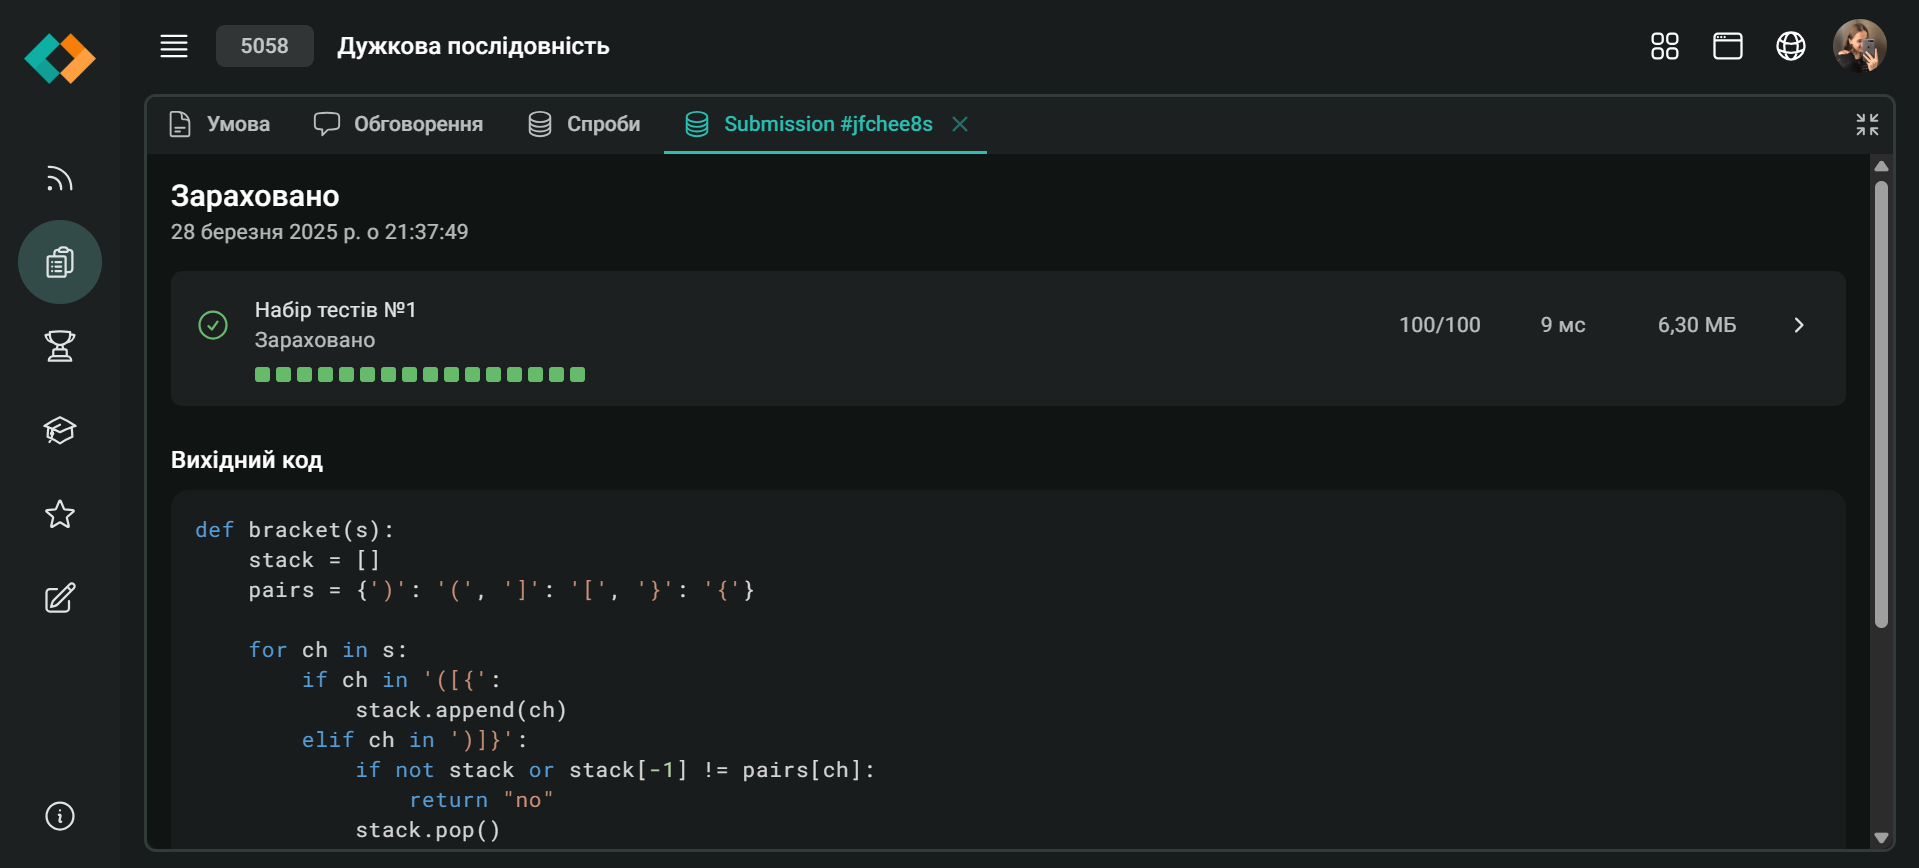 5058
Дужкова послідовність
Умова
Обговорення
Спроби
Submission #jfchee8s
Зараховано
28 березня 2025 р. о 21:37:49
Набір тестів №1
Зараховано
100/100
9 мс
6,30 МБ
Вихідний код
def bracket(s):
    stack = []
    pairs = {')': '(', ']': '[', '}': '{'}
    for ch in s:
        if ch in '([{':
            stack.append(ch)
        elif ch in ')]}':
            if not stack or stack[-1] != pairs[ch]:
                return "no"
            stack.pop()